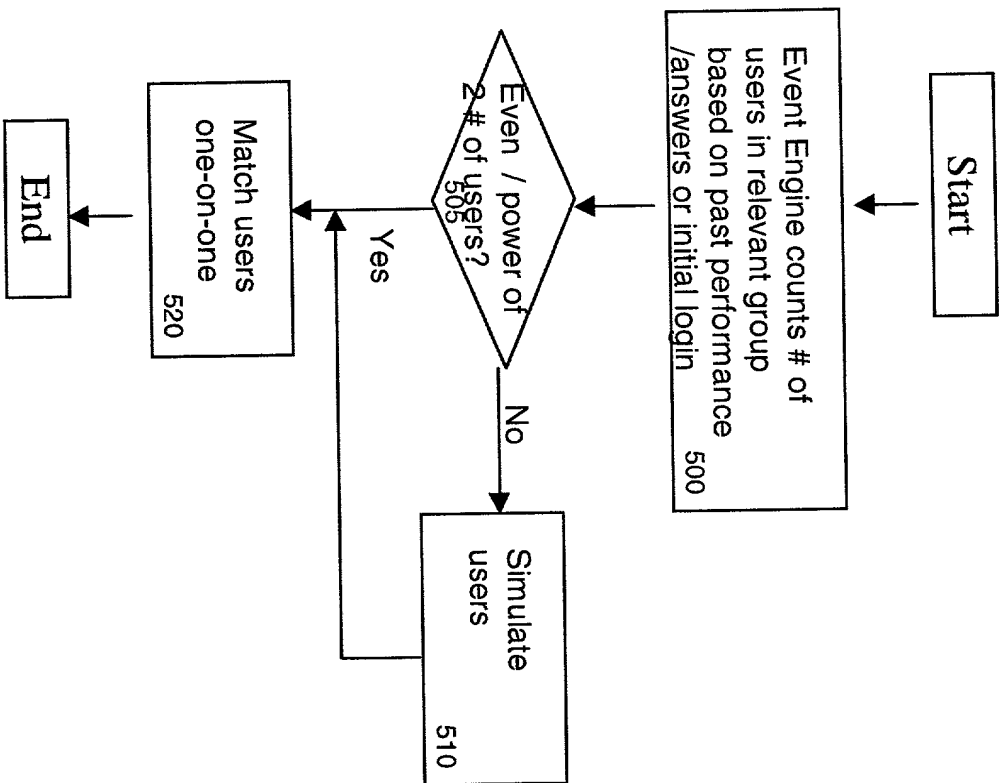 Start
Event Engine counts # of
users in relevant group
based on past performance
/answers or initial login
500
Even / power of
2 # of users?
505
No
Yes
Simulate
users
510
Match users
one-on-one
520
End